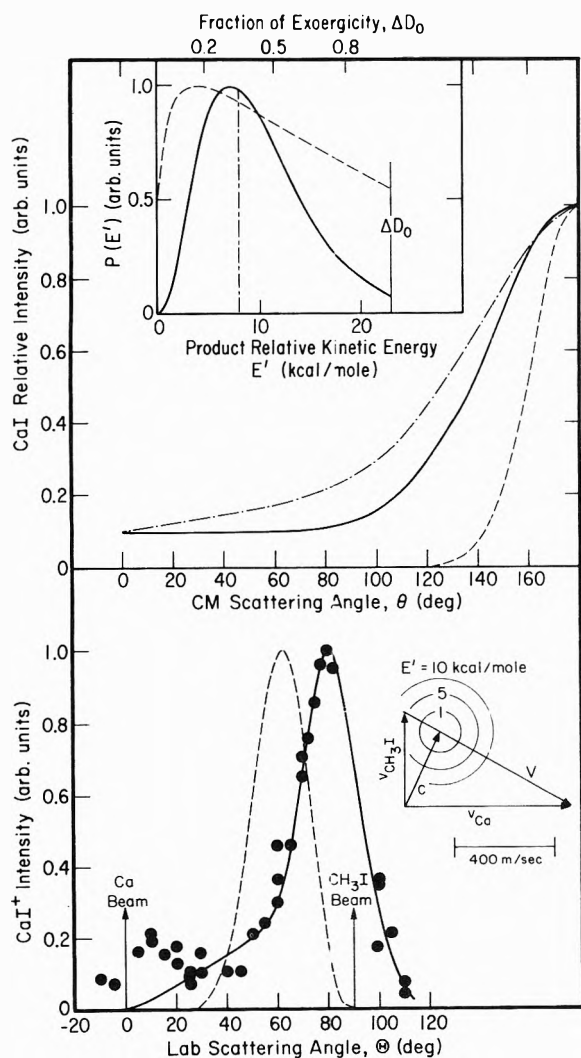 Fraction of Exoergicity, ΔD₀
0.2 0.5 0.8
1.0
0.5
0
P (E') (arb. units)
ΔD₀
0 10 20
Product Relative Kinetic Energy
E' (kcal/mole)
CaI Relative Intensity (arb. units)
1.0
0.8
0.6
0.4
0.2
0
0 20 40 60 80 100 120 140 160
CM Scattering Angle, θ (deg)
CaI⁺ Intensity (arb. units)
1.0
0.8
0.6
0.4
0.2
0
E' = 10 kcal/mole
5
1
V_CH₃I
C
V
V_Ca
400 m/sec
Ca
Beam
CH₃I
Beam
-20 0 20 40 60 80 100 120
Lab Scattering Angle, Θ (deg)